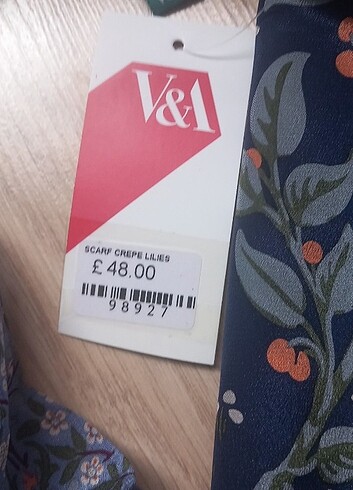 V&A
SCARF CREPE LILIES
£48.00
98927